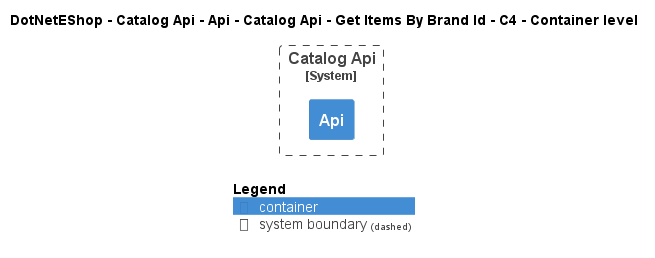 DotNetEShop - Catalog Api - Api - Catalog Api - Get Items By Brand Id - C4 - Container level
Catalog Api
[System]
Api
Legend
container
system boundary (dashed)